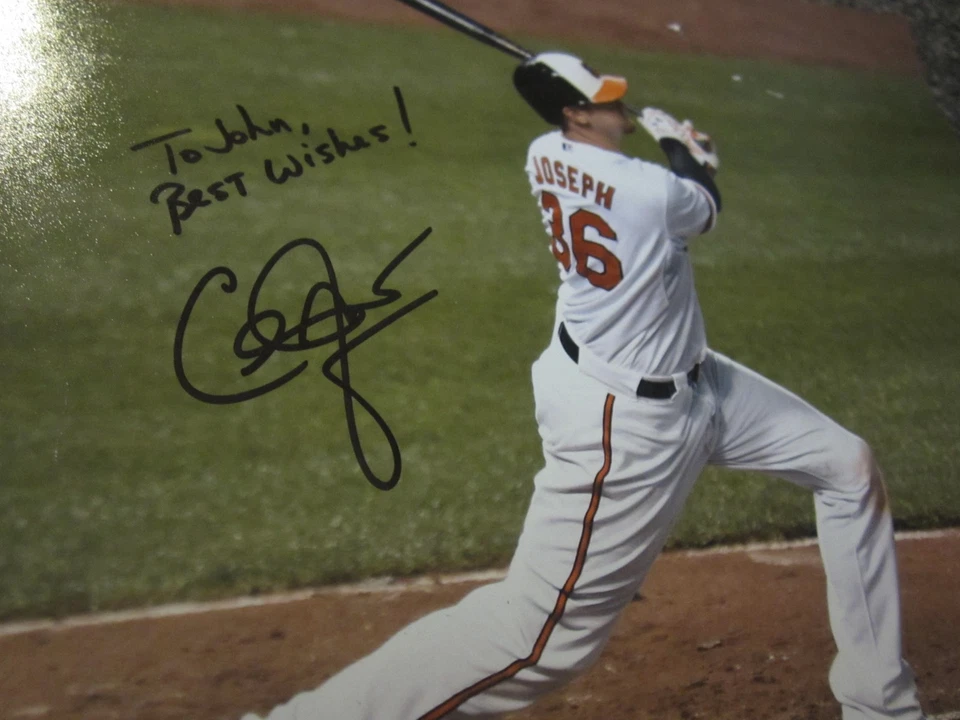 To John,
Best Wishes!
JOSEPH
36